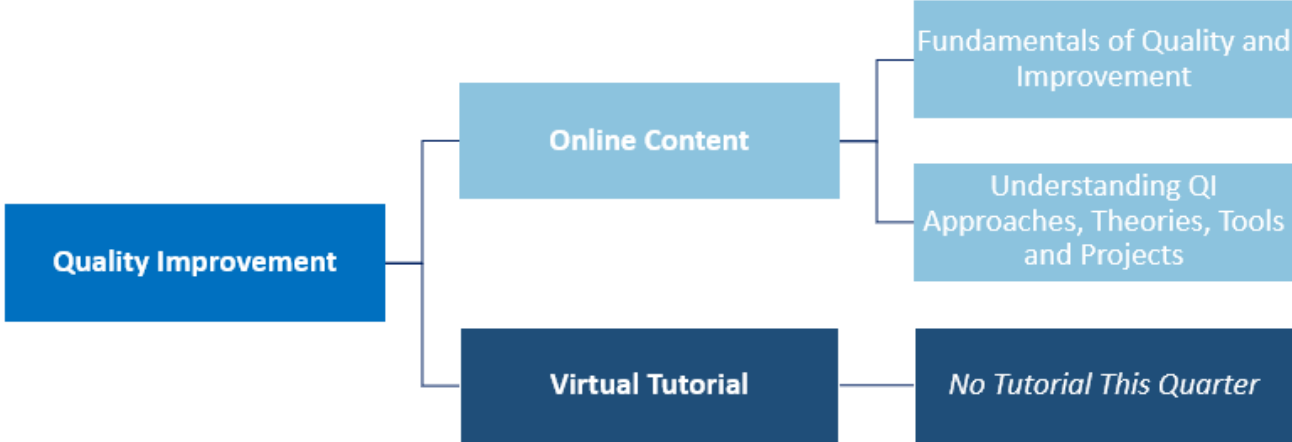 Quality Improvement
Online Content
Fundamentals of Quality and
Improvement
Understanding QI
Approaches, Theories, Tools
and Projects
Virtual Tutorial
No Tutorial This Quarter